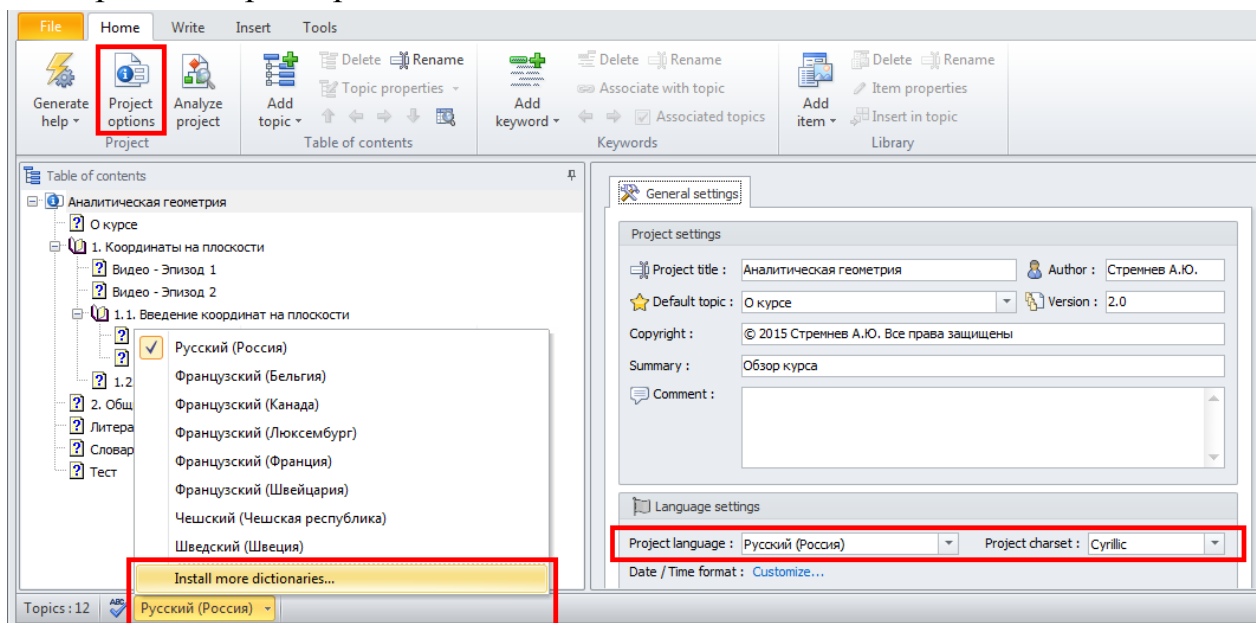 File Home Write Insert Tools
Generate help
Project options
Analyze project
Project
Add topic
Delete Rename
Topic properties
Table of contents
Add keyword
Delete Rename
Associate with topic
Associated topics
Keywords
Add item
Delete Rename
Item properties
Insert in topic
Library
Table of contents
Аналитическая геометрия
О курсе
1. Координаты на плоскости
Видео - Эпизод 1
Видео - Эпизод 2
1.1. Введение координат на плоскости
1.2
2. Общ
Литера
Словар
Тест
Русский (Россия)
Французский (Бельгия)
Французский (Канада)
Французский (Люксембург)
Французский (Франция)
Французский (Швейцария)
Чешский (Чешская республика)
Шведский (Швеция)
Install more dictionaries...
Topics : 12 ABC Русский (Россия)
General settings
Project settings
Project title : Аналитическая геометрия Author : Стремнев А.Ю.
Default topic : О курсе Version : 2.0
Copyright : © 2015 Стремнев А.Ю. Все права защищены
Summary : Обзор курса
Comment :
Language settings
Project language : Русский (Россия) Project charset : Cyrillic
Date / Time format : Customize...